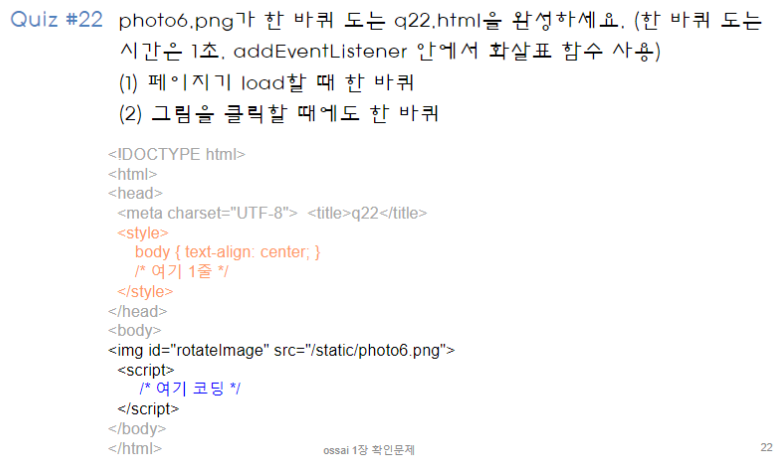 Quiz #22 photo6.png가 한 바퀴 도는 q22.html을 완성하세요. (한 바퀴 도는
시간은 1초. addEventListener 안에서 화살표 함수 사용)
(1) 페이지기 load할 때 한 바퀴
(2) 그림을 클릭할 때에도 한 바퀴
<!DOCTYPE html>
<html>
<head>
<meta charset="UTF-8"> <title>q22</title>
<style>
body { text-align: center; }
/* 여기 1줄 */
</style>
</head>
<body>
<img id="rotateImage" src="/static/photo6.png">
<script>
/* 여기 코딩 */
</script>
</body>
</html>
ossai 1장 확인문제
22